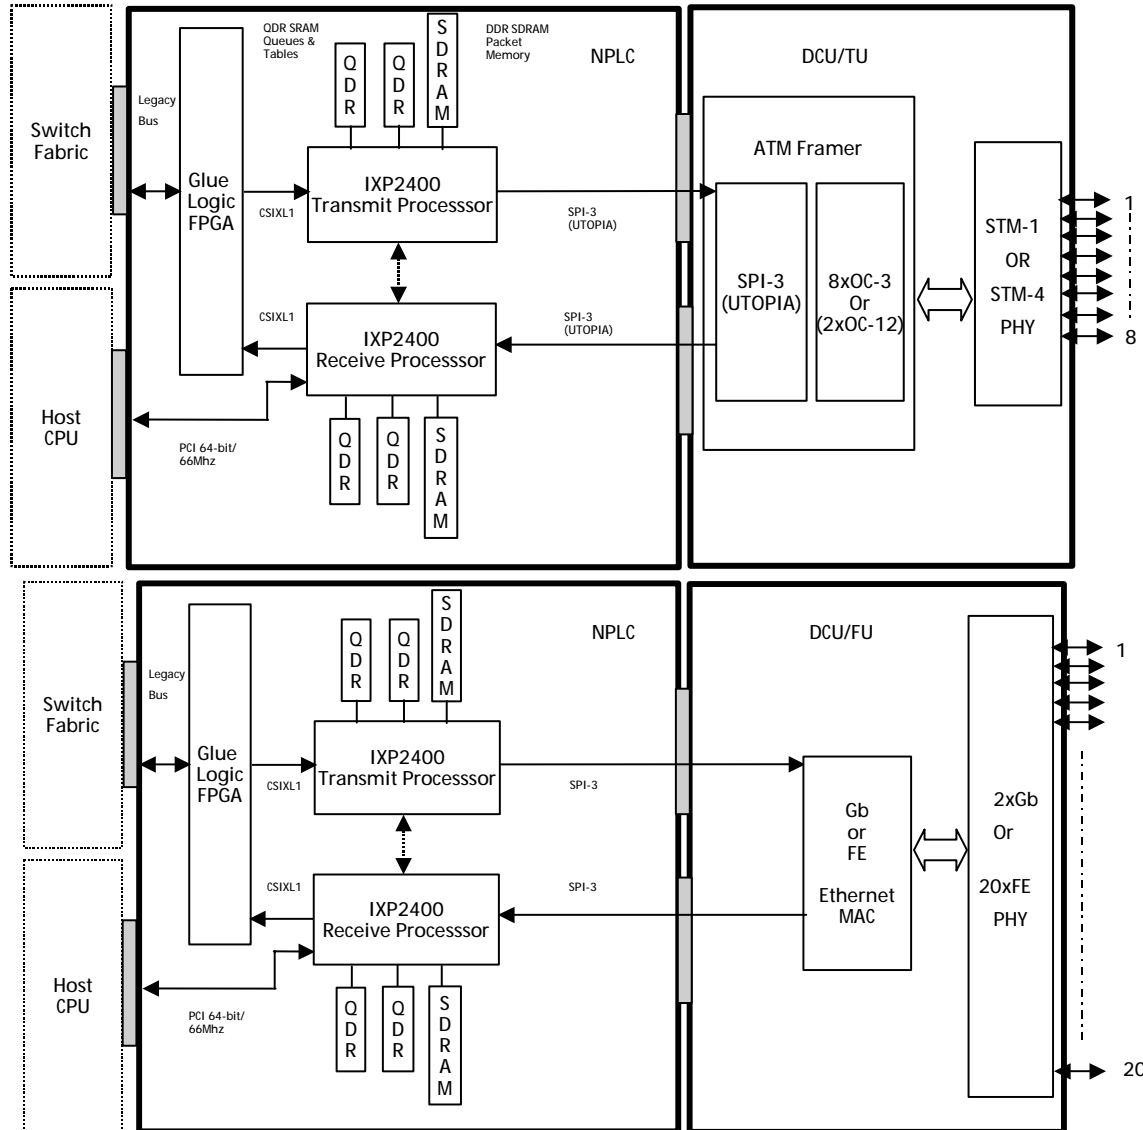 QDR SRAM
Queues &
Tables
DDR SDRAM
Packet
Memory
NPLC
DCU/TU
Q
D
R
Q
D
R
S
D
R
A
M
Legacy
Bus
Switch
Fabric
Glue
Logic
FPGA
CSIXL1
IXP2400
Transmit Processsor
SPI-3
(UTOPIA)
ATM Framer
SPI-3
(UTOPIA)
8xOC-3
Or
(2xOC-12)
STM-1
OR
STM-4
PHY
1
8
CSIXL1
IXP2400
Receive Processsor
SPI-3
(UTOPIA)
Host
CPU
PCI 64-bit/
66Mhz
Q
D
R
Q
D
R
S
D
R
A
M
NPLC
DCU/FU
Q
D
R
Q
D
R
S
D
R
A
M
Legacy
Bus
Switch
Fabric
Glue
Logic
FPGA
CSIXL1
IXP2400
Transmit Processsor
SPI-3
Gb
or
FE
Ethernet
MAC
2xGb
Or
20xFE
PHY
1
20
CSIXL1
IXP2400
Receive Processsor
SPI-3
Host
CPU
PCI 64-bit/
66Mhz
Q
D
R
Q
D
R
S
D
R
A
M